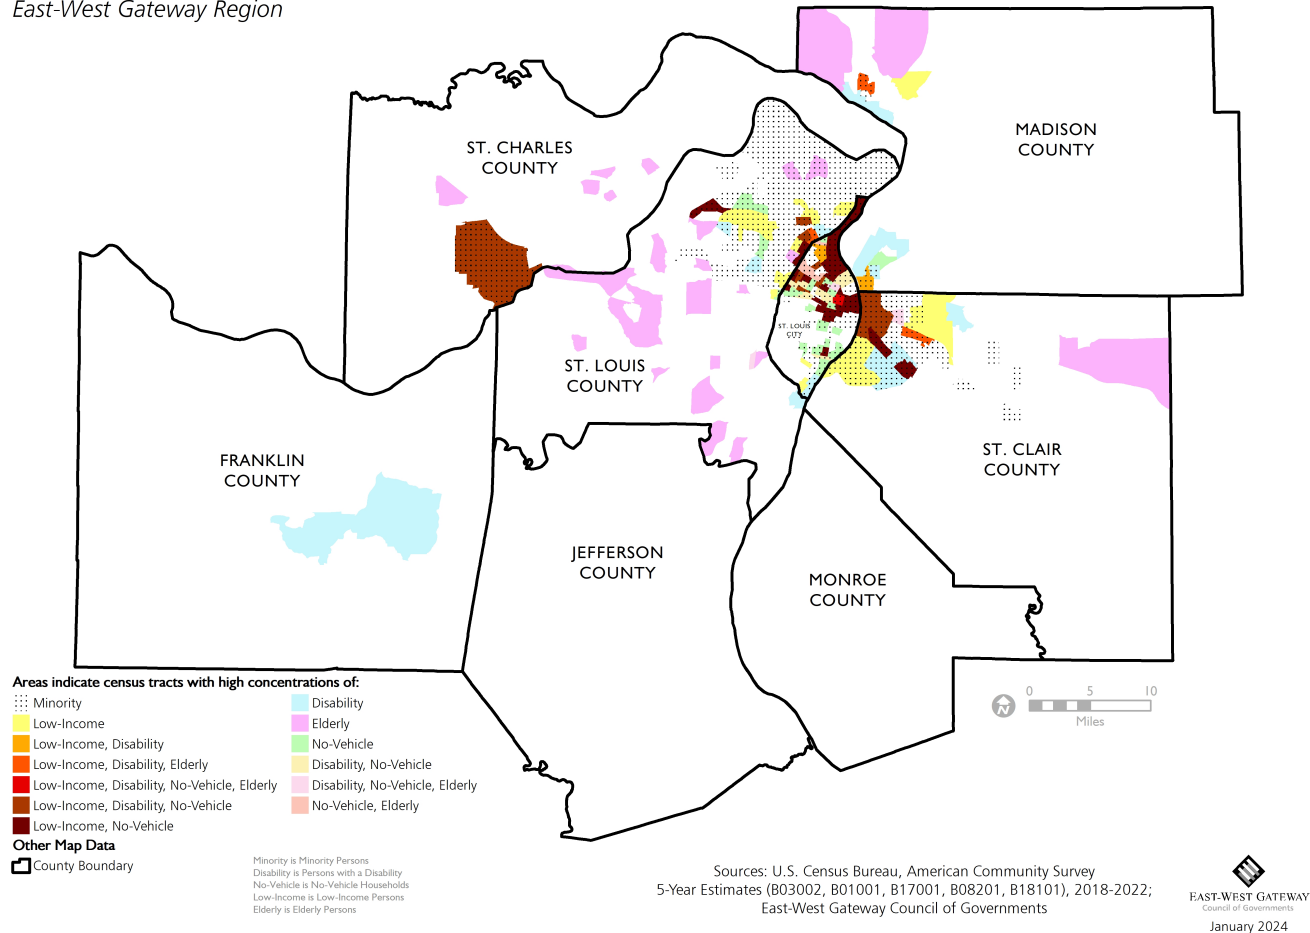 East-West Gateway Region
MADISON
COUNTY
ST. CHARLES
COUNTY
ST. LOUIS
CITY
ST. LOUIS
COUNTY
FRANKLIN
COUNTY
ST. CLAIR
COUNTY
JEFFERSON
COUNTY
MONROE
COUNTY
Areas indicate census tracts with high concentrations of:
Minority
Low-Income
Low-Income, Disability
Low-Income, Disability, Elderly
Low-Income, Disability, No-Vehicle, Elderly
Low-Income, Disability, No-Vehicle
Low-Income, No-Vehicle
Disability
Elderly
No-Vehicle
Disability, No-Vehicle
Disability, No-Vehicle, Elderly
No-Vehicle, Elderly
Other Map Data
County Boundary
Minority is Minority Persons
Disability is Persons with a Disability
No-Vehicle is No-Vehicle Households
Low-Income is Low-Income Persons
Elderly is Elderly Persons
N
0 5 10
Miles
Sources: U.S. Census Bureau, American Community Survey
5-Year Estimates (B03002, B01001, B17001, B08201, B18101), 2018-2022;
East-West Gateway Council of Governments
EAST-WEST GATEWAY
Council of Governments
January 2024